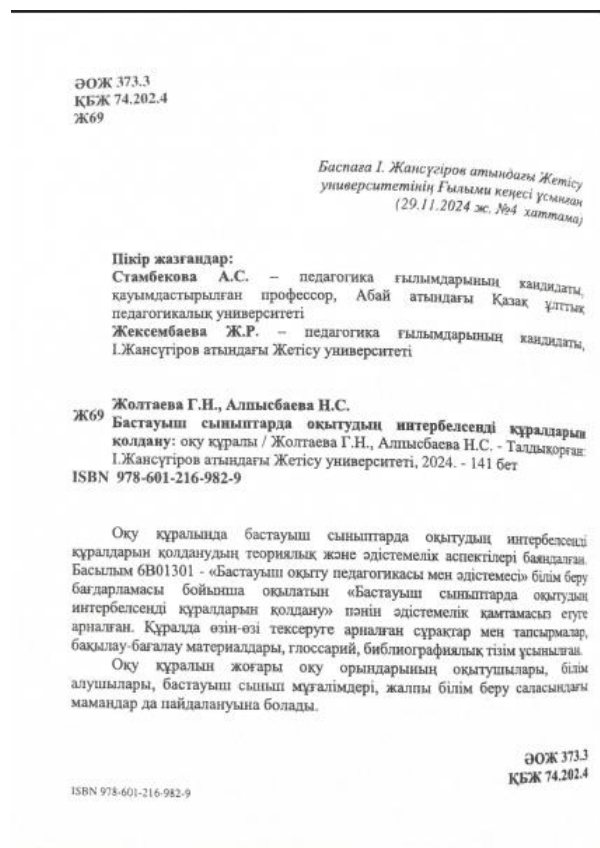 ӘОЖ 373.3
ҚБЖ 74.202.4
Ж69
Баспаға І. Жансүгіров атындағы Жетісу
университетінің Ғылыми кеңесі ұсынған
(29.11.2024 ж. №4 хаттама)
Пікір жазғандар:
Стамбекова А.С. – педагогика ғылымдарының кандидаты,
қауымдастырылған профессор, Абай атындағы Қазақ ұлттық
педагогикалық университеті
Жексембаева Ж.Р. – педагогика ғылымдарының кандидаты,
І.Жансүгіров атындағы Жетісу университеті
Жолтаева Г.Н., Алпысбаева Н.С.
Ж69 Бастауыш сыныптарда оқытудың интербелсенді құралдарын
қолдану: оқу құралы / Жолтаева Г.Н., Алпысбаева Н.С. - Талдықорған:
І.Жансүгіров атындағы Жетісу университеті, 2024. - 141 бет
ISBN 978-601-216-982-9
Оқу құралында бастауыш сыныптарда оқытудың интербелсенді
құралдарын қолданудың теориялық және әдістемелік аспектілері баяндалған.
Басылым 6В01301 - «Бастауыш оқыту педагогикасы мен әдістемесі» білім беру
бағдарламасы бойынша оқылатын «Бастауыш сыныптарда оқытудың
интербелсенді құралдарын қолдану» пәнін әдістемелік қамтамасыз етуге
арналған. Құралда өзін-өзі тексеруге арналған сұрақтар мен тапсырмалар,
бақылау-бағалау материалдары, глоссарий, библиографиялық тізім ұсынылған.
Оқу құралын жоғары оқу орындарының оқытушылары, білім
алушылары, бастауыш сынып мұғалімдері, жалпы білім беру саласындағы
мамандар да пайдалануына болады.
ӘОЖ 373.3
ҚБЖ 74.202.4
ISBN 978-601-216-982-9